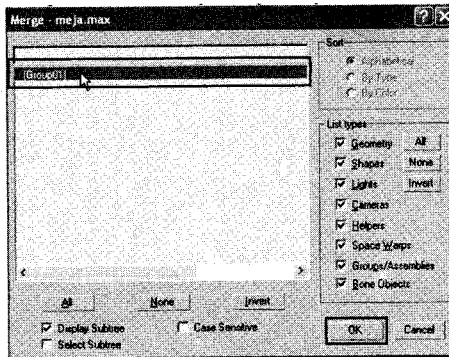 Merge - meja.max
[Group01]
Sort
Alphabetical
By Type
By Color
List types
Geometry
All
Shapes
None
Lights
Invert
Cameras
Helpers
Space Warps
Groups/Assemblies
Bone Objects
All
None
Invert
Display Subtree
Case Sensitive
Select Subtree
OK
Cancel